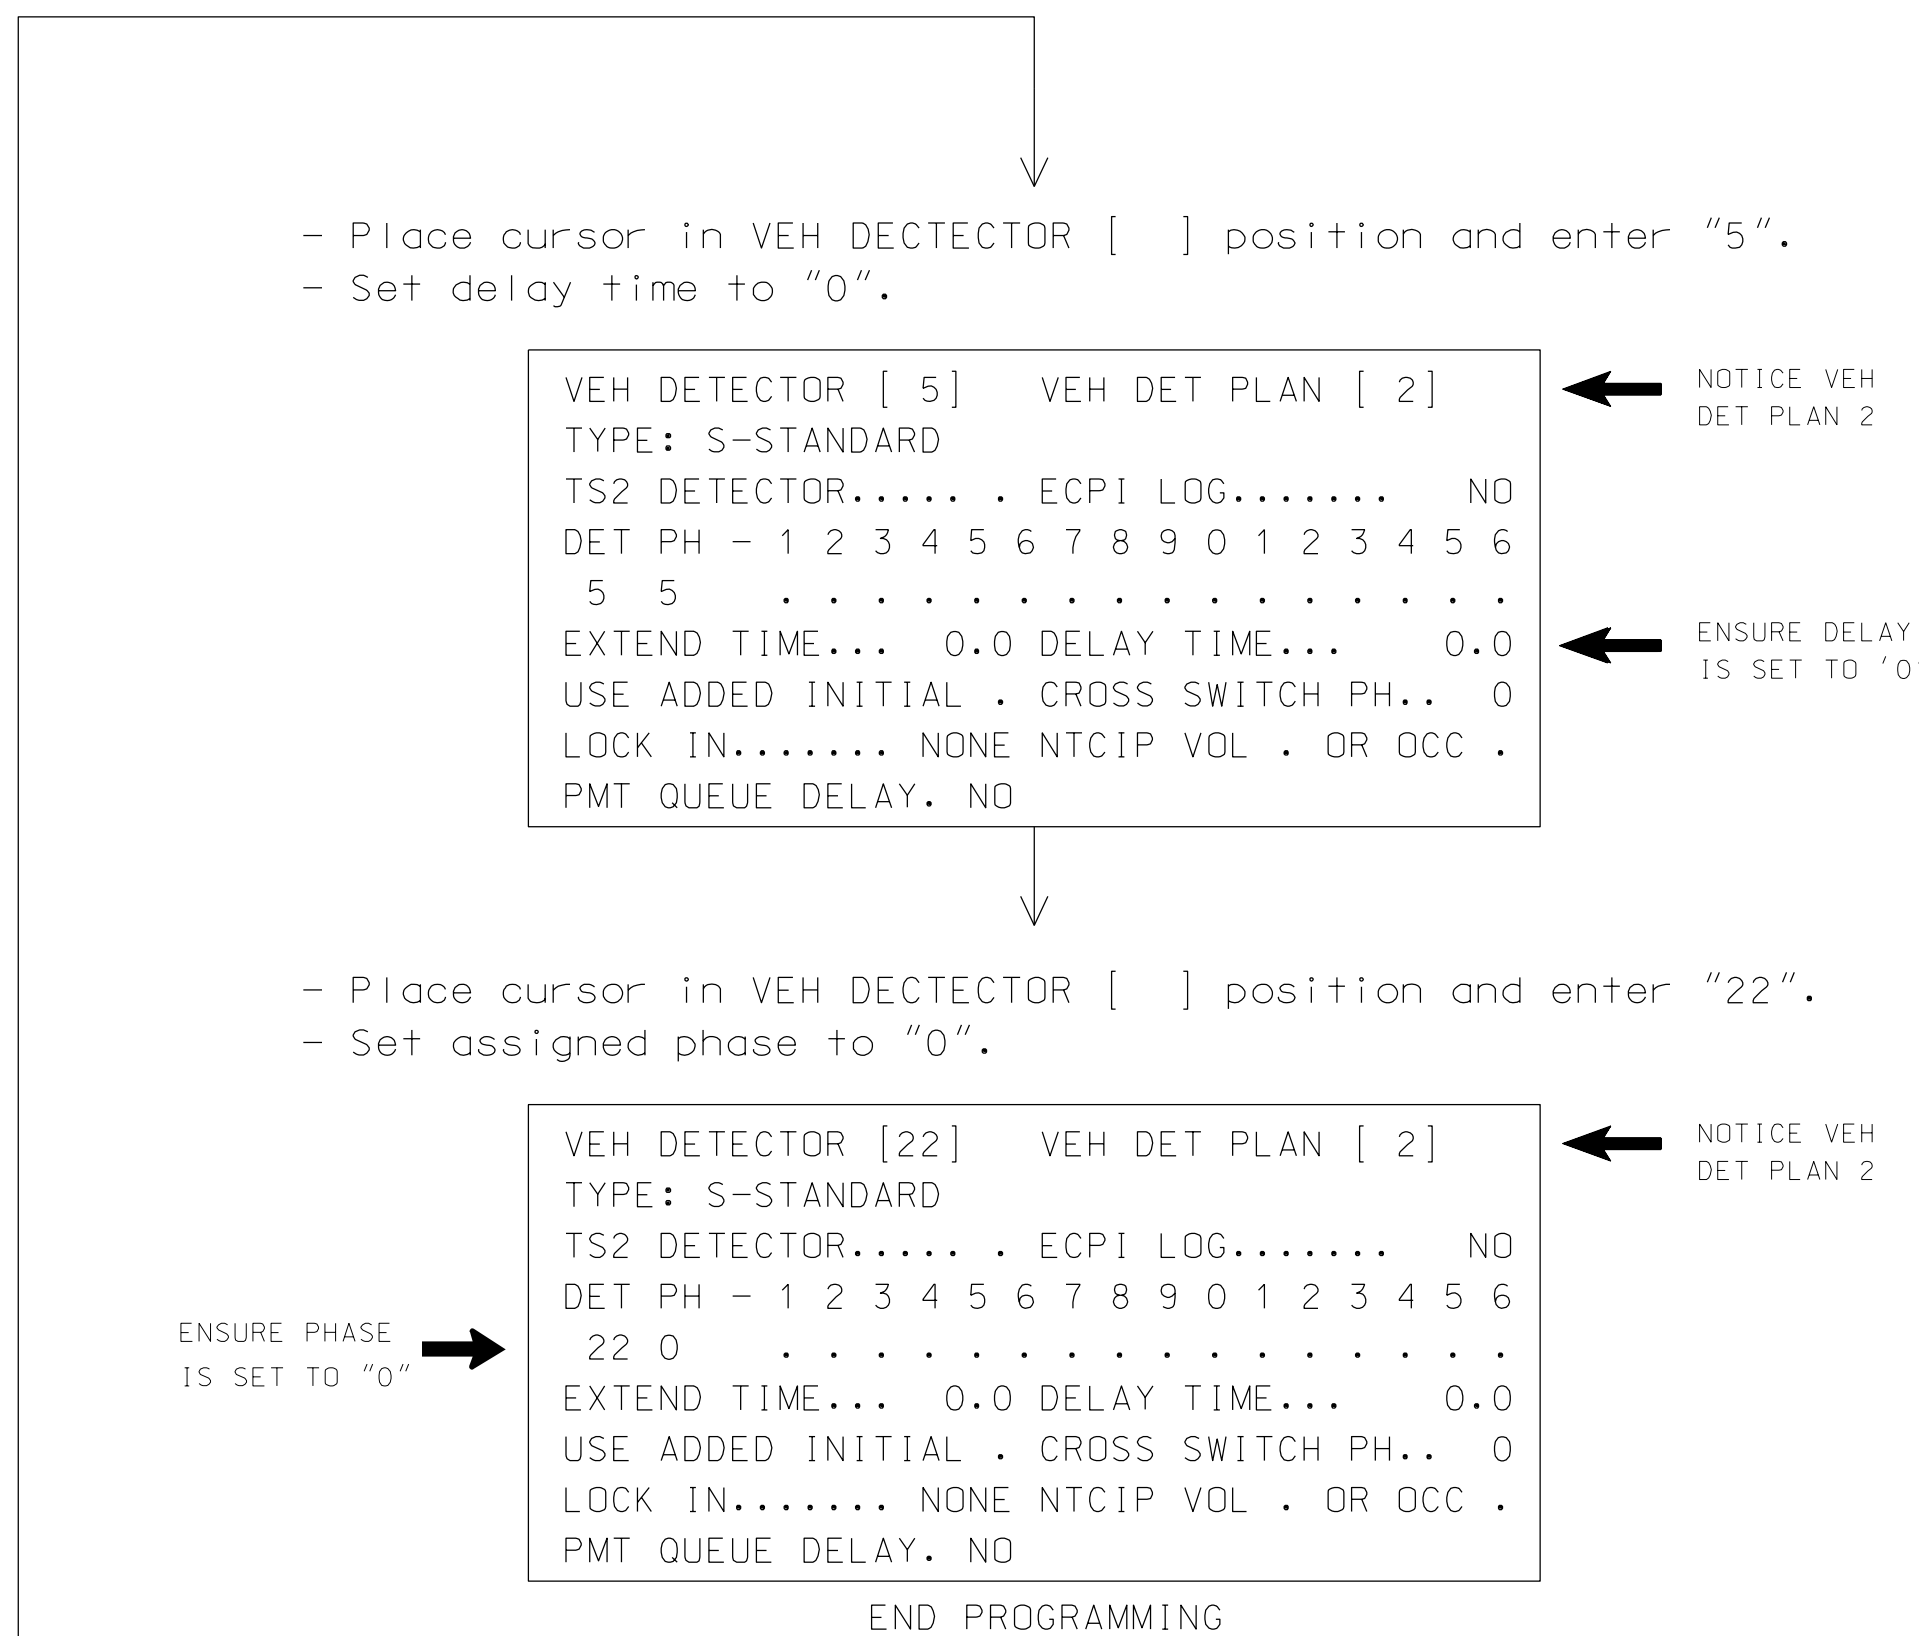 - Place cursor in VEH DECTECTOR [  ] position and enter "5".
- Set delay time to "0".
VEH DETECTOR [ 5]   VEH DET PLAN [ 2]
NOTICE VEH
DET PLAN 2
TYPE: S-STANDARD
TS2 DETECTOR..... . ECPI LOG.......   NO
DET PH - 1 2 3 4 5 6 7 8 9 0 1 2 3 4 5 6
5  5    . . . . . . . . . . . . . . . .
EXTEND TIME...  0.0 DELAY TIME...    0.0
ENSURE DELAY
IS SET TO '0'
USE ADDED INITIAL . CROSS SWITCH PH..  0
LOCK IN....... NONE NTCIP VOL . OR OCC .
PMT QUEUE DELAY. NO
- Place cursor in VEH DECTECTOR [  ] position and enter "22".
- Set assigned phase to "0".
VEH DETECTOR [22]   VEH DET PLAN [ 2]
NOTICE VEH
DET PLAN 2
TYPE: S-STANDARD
TS2 DETECTOR..... . ECPI LOG.......   NO
DET PH - 1 2 3 4 5 6 7 8 9 0 1 2 3 4 5 6
ENSURE PHASE
IS SET TO "0"
22 0    . . . . . . . . . . . . . . . .
EXTEND TIME...  0.0 DELAY TIME...    0.0
USE ADDED INITIAL . CROSS SWITCH PH..  0
LOCK IN....... NONE NTCIP VOL . OR OCC .
PMT QUEUE DELAY. NO
END PROGRAMMING